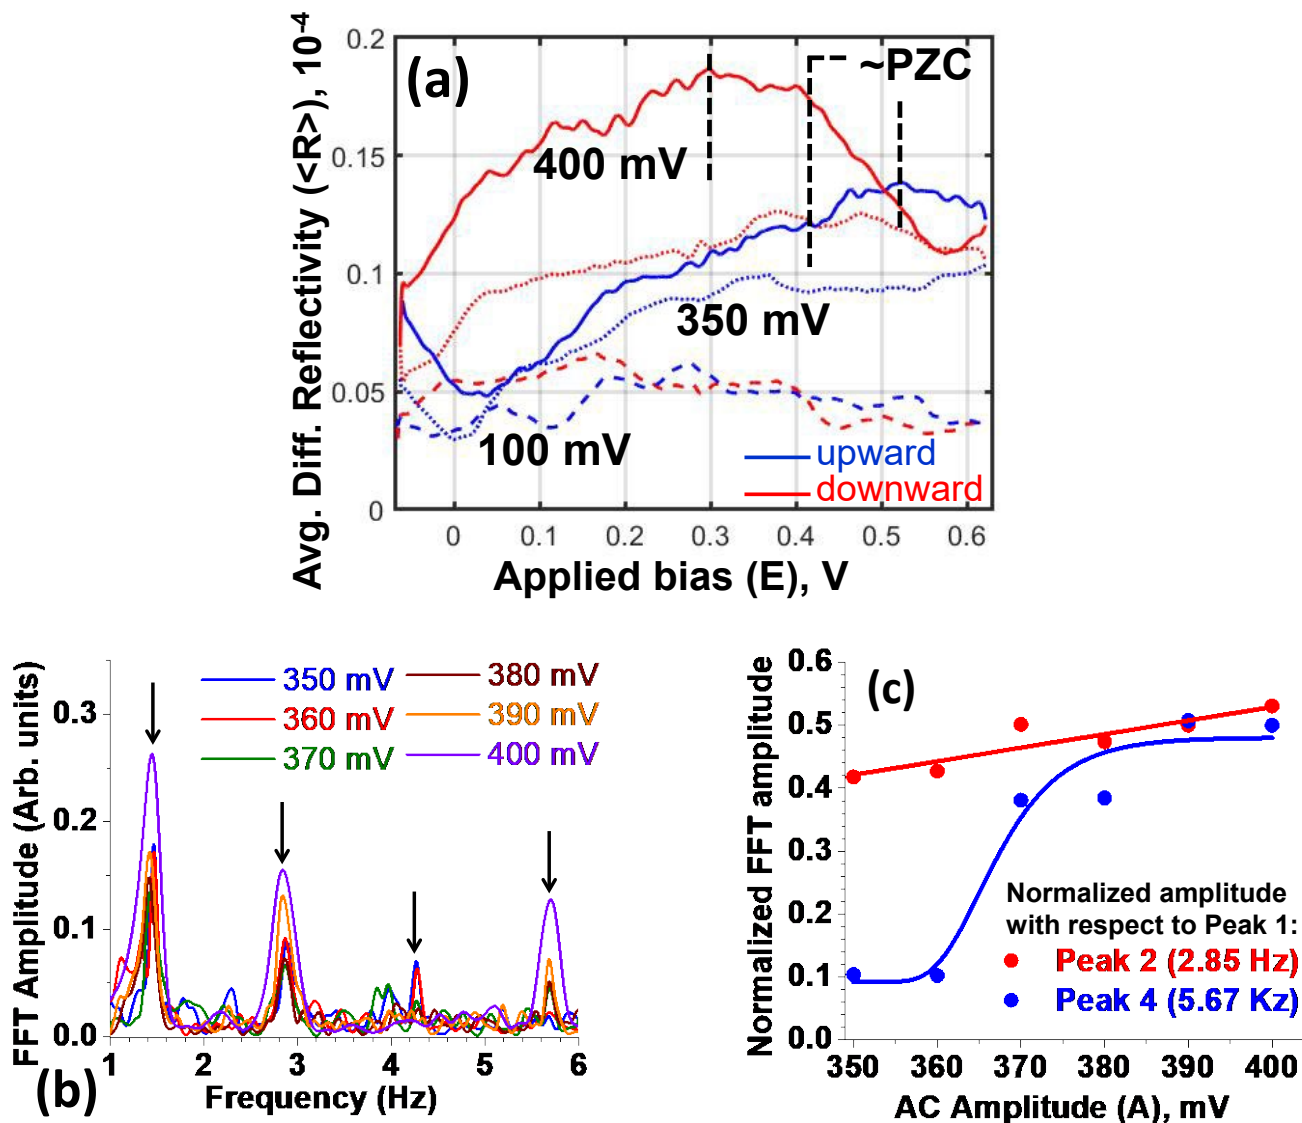 (a)
Avg. Diff. Reflectivity (<R>), 10-4
0.2
0.15
0.1
0.05
0
~PZC
400 mV
350 mV
100 mV
upward
downward
0
0.1
0.2
0.3
0.4
0.5
0.6
Applied bias (E), V
(b)
FFT Amplitude (Arb. units)
0.3
0.2
0.1
0.0
350 mV
360 mV
370 mV
380 mV
390 mV
400 mV
1
2
3
4
5
6
Frequency (Hz)
(c)
Normalized FFT amplitude
0.6
0.5
0.4
0.3
0.2
0.1
0.0
Normalized amplitude
with respect to Peak 1:
Peak 2 (2.85 Hz)
Peak 4 (5.67 Kz)
350
360
370
380
390
400
AC Amplitude (A), mV